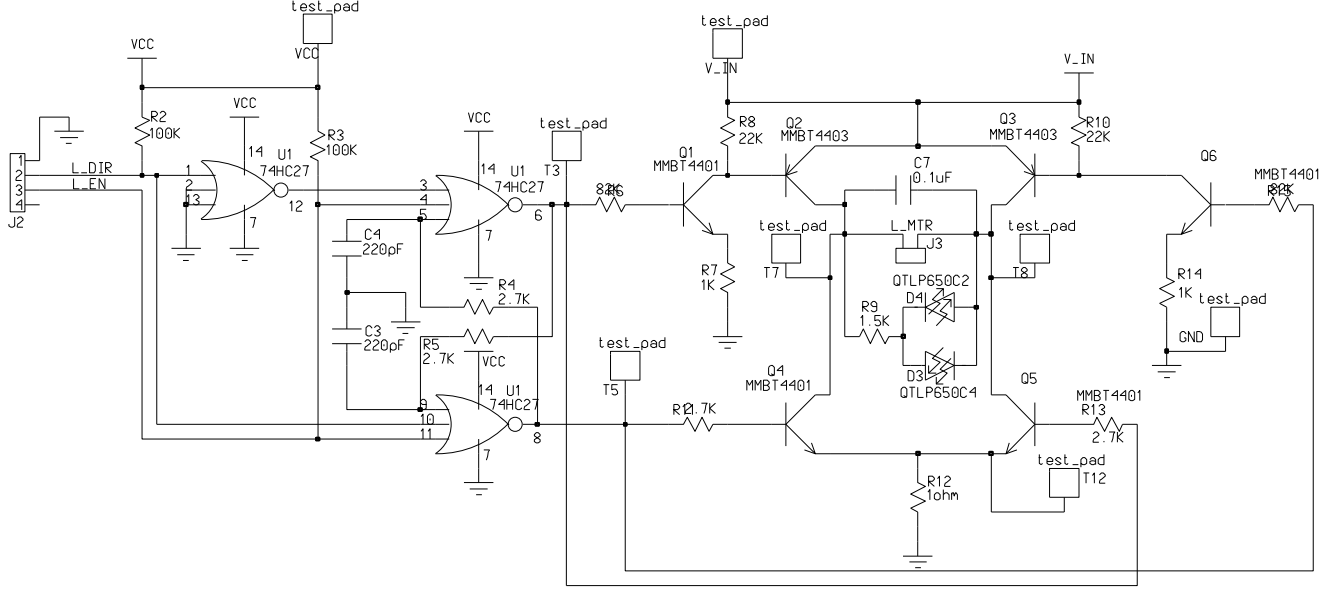 test_pad
VCC
VCC
test_pad
V_IN
V_IN
VCC
R2
100K
14
U1
74HC27
R3
100K
VCC
14
U1
74HC27
test_pad
T3
Q1
MMBT4401
R8
22K
Q2
MMBT4403
Q3
MMBT4403
R10
22K
Q6
MMBT4401
82K
1
2
3
4
J2
L_DIR
L_EN
1
2
13
12
7
3
4
5
6
7
82K
C7
0.1uF
C4
220pF
R4
2.7K
R7
1K
test_pad
T7
L_MTR
J3
test_pad
T8
QTLP650C2
D4
R9
1.5K
D3
QTLP650C4
R14
1K
test_pad
GND
C3
220pF
R5
2.7K
VCC
14
U1
74HC27
9
10
11
8
7
test_pad
T5
R11
2.7K
Q4
MMBT4401
Q5
MMBT4401
R13
2.7K
R12
1ohm
test_pad
T12